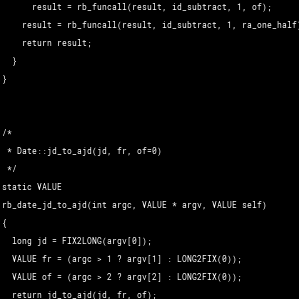 result = rb_funcall(result, id_subtract, 1, of);
result = rb_funcall(result, id_subtract, 1, ra_one_half)
return result;
}
}
/*
* Date::jd_to_ajd(jd, fr, of=0)
*/
static VALUE
rb_date_jd_to_ajd(int argc, VALUE * argv, VALUE self)
{
long jd = FIX2LONG(argv[0]);
VALUE fr = (argc > 1 ? argv[1] : LONG2FIX(0));
VALUE of = (argc > 2 ? argv[2] : LONG2FIX(0));
return jd_to_ajd(jd, fr, of);